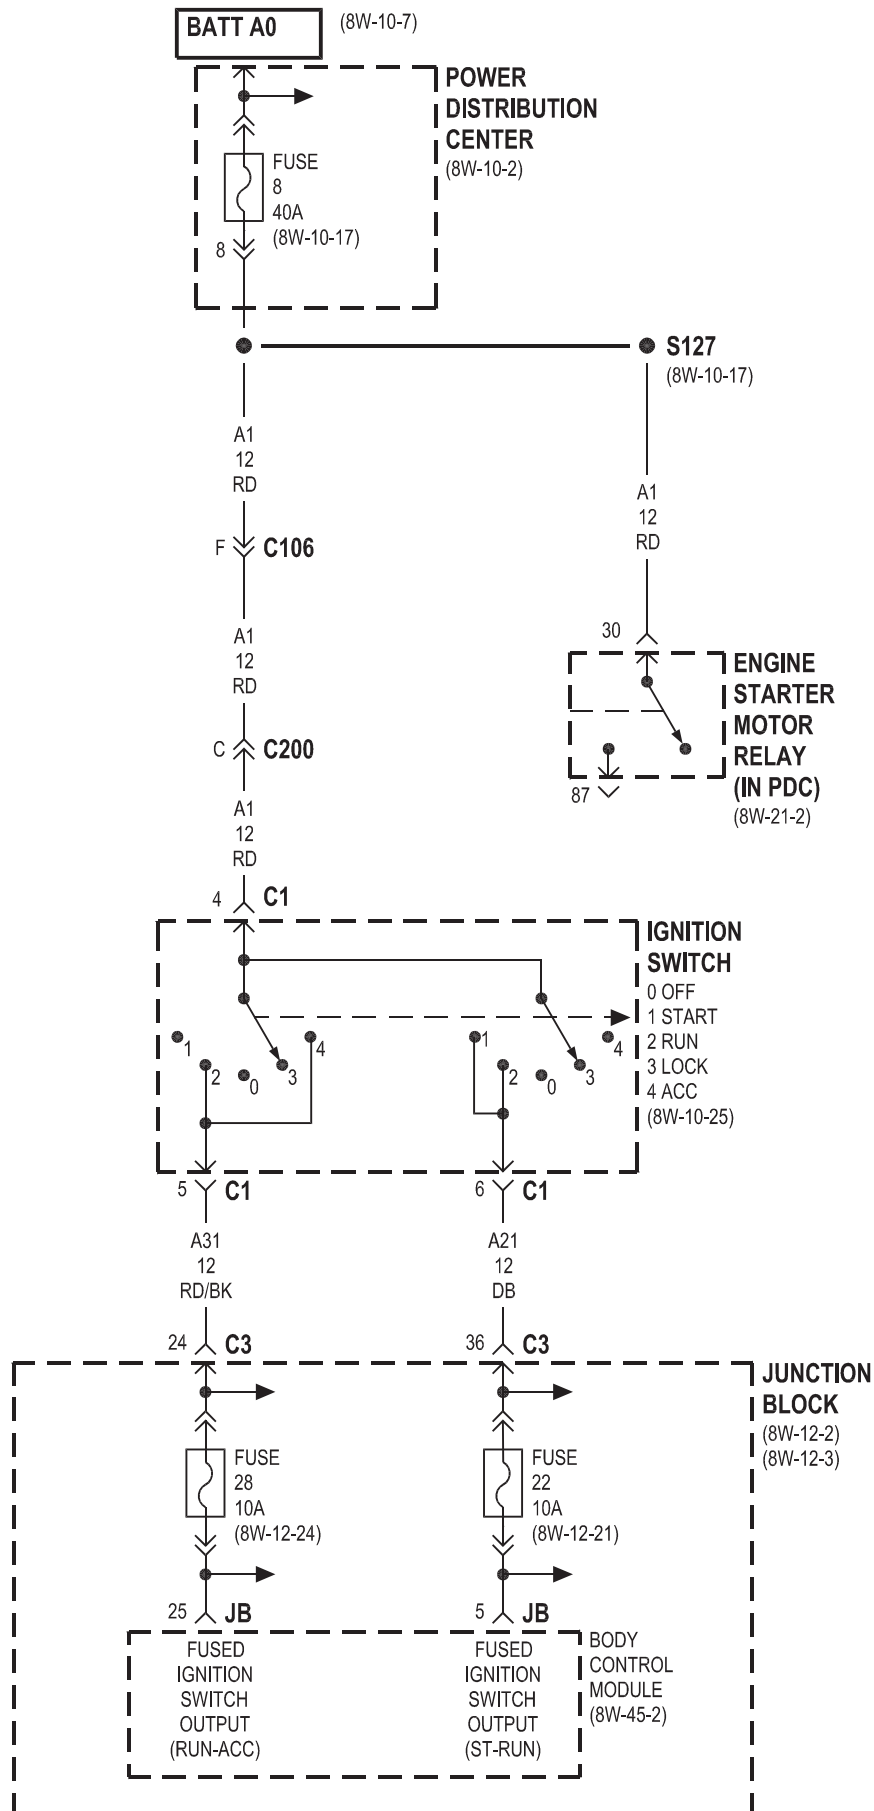 BATT A0
(8W-10-7)
POWER
DISTRIBUTION
CENTER
(8W-10-2)
FUSE
8
40A
(8W-10-17)
8
S127
(8W-10-17)
A1
12
RD
A1
12
RD
F
C106
A1
12
RD
30
ENGINE
STARTER
MOTOR
RELAY
(IN PDC)
(8W-21-2)
87
C
C200
A1
12
RD
4
C1
IGNITION
SWITCH
0 OFF
1 START
2 RUN
3 LOCK
4 ACC
(8W-10-25)
1
2
0
3
4
1
2
0
3
4
5
C1
6
C1
A31
12
RD/BK
A21
12
DB
24
C3
36
C3
JUNCTION
BLOCK
(8W-12-2)
(8W-12-3)
FUSE
28
10A
(8W-12-24)
FUSE
22
10A
(8W-12-21)
25
JB
5
JB
FUSED
IGNITION
SWITCH
OUTPUT
(RUN-ACC)
FUSED
IGNITION
SWITCH
OUTPUT
(ST-RUN)
BODY
CONTROL
MODULE
(8W-45-2)